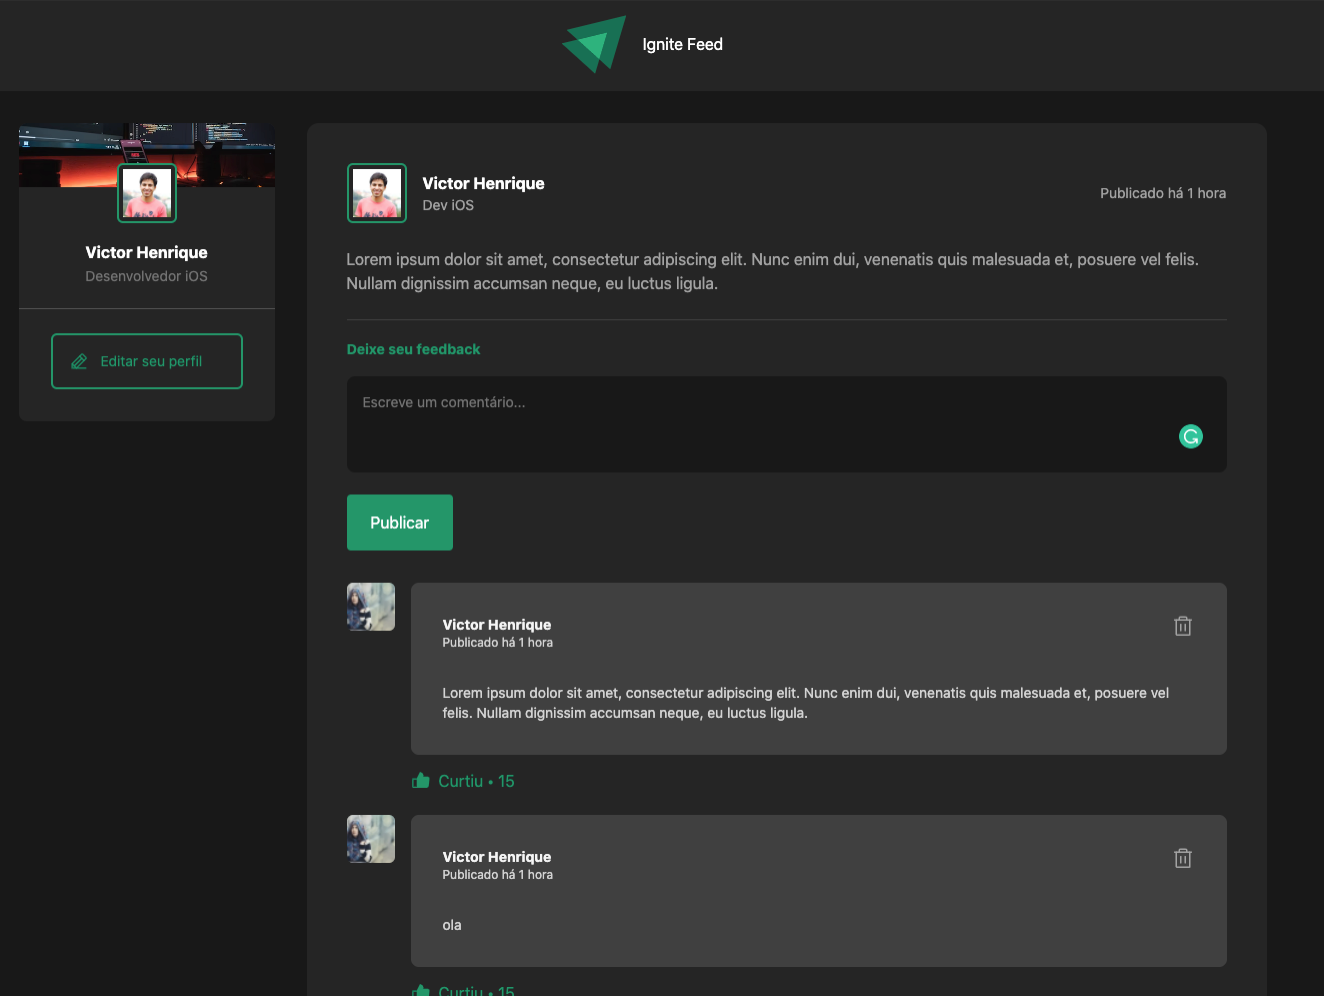 Ignite Feed
Victor Henrique
Desenvolvedor iOS
Editar seu perfil
Victor Henrique
Dev iOS
Publicado há 1 hora
Lorem ipsum dolor sit amet, consectetur adipiscing elit. Nunc enim dui, venenatis quis malesuada et, posuere vel felis.
Nullam dignissim accumsan neque, eu luctus ligula.
Deixe seu feedback
Escreve um comentário...
Publicar
Victor Henrique
Publicado há 1 hora
Lorem ipsum dolor sit amet, consectetur adipiscing elit. Nunc enim dui, venenatis quis malesuada et, posuere vel
felis. Nullam dignissim accumsan neque, eu luctus ligula.
Curtiu • 15
Victor Henrique
Publicado há 1 hora
ola
Curtiu • 15